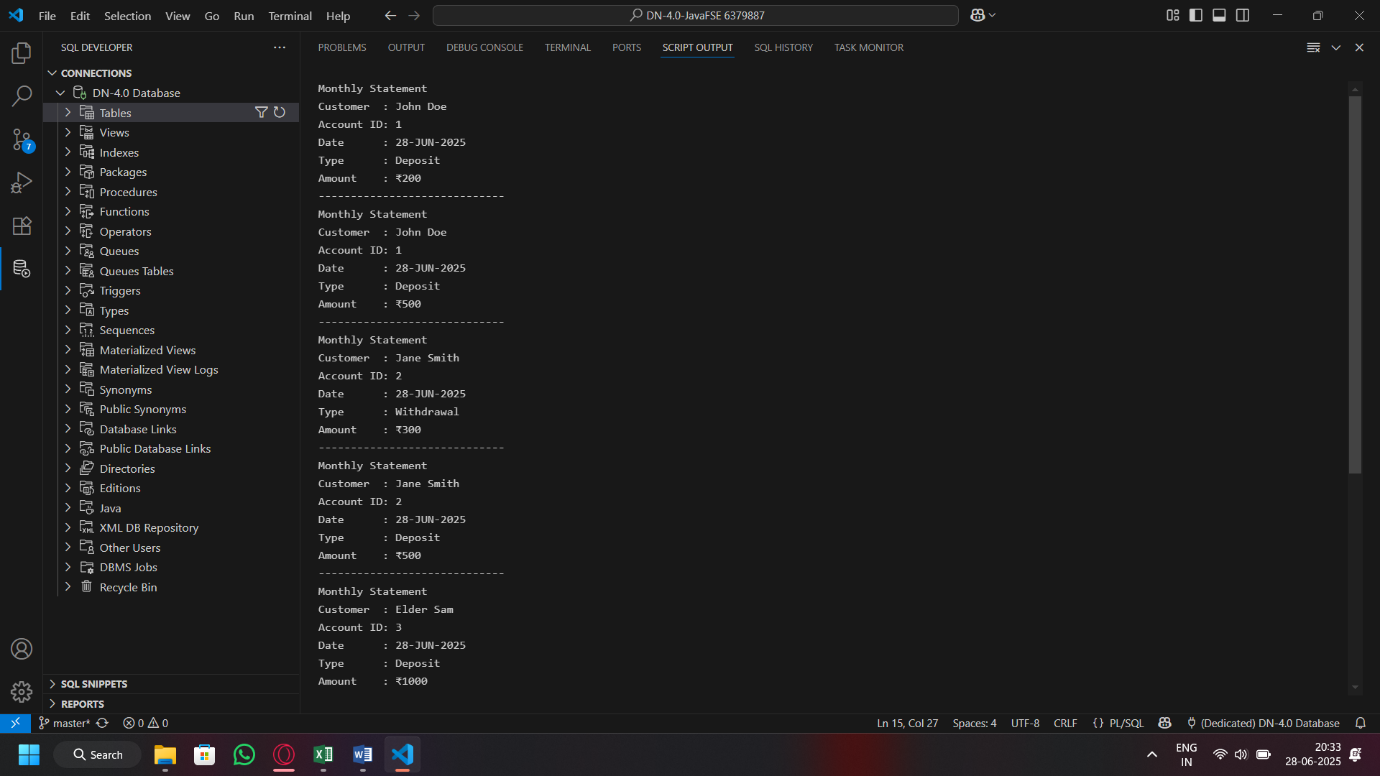 File Edit Selection View Go Run Terminal Help
DN-4.0-JavaFSE 6379887
SQL DEVELOPER
CONNECTIONS
DN-4.0 Database
Tables
Views
Indexes
Packages
Procedures
Functions
Operators
Queues
Queues Tables
Triggers
Types
Sequences
Materialized Views
Materialized View Logs
Synonyms
Public Synonyms
Database Links
Public Database Links
Directories
Editions
Java
XML DB Repository
Other Users
DBMS Jobs
Recycle Bin
SQL SNIPPETS
REPORTS
7
PROBLEMS OUTPUT DEBUG CONSOLE TERMINAL PORTS SCRIPT OUTPUT SQL HISTORY TASK MONITOR
Monthly Statement
Customer  : John Doe
Account ID: 1
Date      : 28-JUN-2025
Type      : Deposit
Amount    : ₹200
-----------------------------
Monthly Statement
Customer  : John Doe
Account ID: 1
Date      : 28-JUN-2025
Type      : Deposit
Amount    : ₹500
-----------------------------
Monthly Statement
Customer  : Jane Smith
Account ID: 2
Date      : 28-JUN-2025
Type      : Withdrawal
Amount    : ₹300
-----------------------------
Monthly Statement
Customer  : Jane Smith
Account ID: 2
Date      : 28-JUN-2025
Type      : Deposit
Amount    : ₹500
-----------------------------
Monthly Statement
Customer  : Elder Sam
Account ID: 3
Date      : 28-JUN-2025
Type      : Deposit
Amount    : ₹1000
master* 0 0 Ln 15, Col 27 Spaces: 4 UTF-8 CRLF {} PL/SQL (Dedicated) DN-4.0 Database
Search
ENG
IN
20:33
28-06-2025